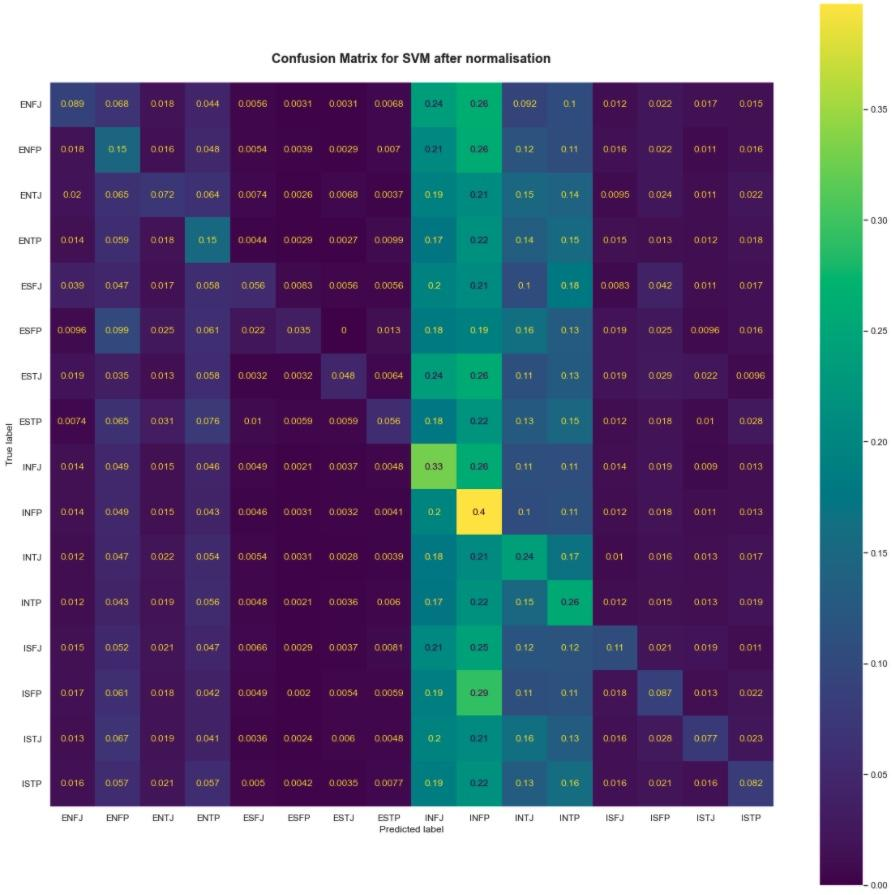 Confusion Matrix for SVM after normalisation
ENFJ 0.089 0.068 0.018 0.044 0.0056 0.0031 0.0031 0.0068 0.24 0.26 0.092 0.1 0.012 0.022 0.017 0.015
ENFP 0.018 0.15 0.016 0.048 0.0054 0.0039 0.0029 0.007 0.21 0.26 0.12 0.11 0.016 0.022 0.011 0.016
ENTJ 0.02 0.065 0.072 0.064 0.0074 0.0026 0.0068 0.0037 0.19 0.21 0.15 0.14 0.0095 0.024 0.011 0.022
ENTP 0.014 0.059 0.018 0.15 0.0044 0.0029 0.0027 0.0099 0.17 0.22 0.14 0.15 0.015 0.013 0.012 0.018
ESFJ 0.039 0.047 0.017 0.058 0.056 0.0083 0.0056 0.0056 0.2 0.21 0.1 0.18 0.0083 0.042 0.011 0.017
ESFP 0.0096 0.099 0.025 0.061 0.022 0.035 0 0.013 0.18 0.19 0.16 0.13 0.019 0.025 0.0096 0.016
ESTJ 0.019 0.035 0.013 0.058 0.0032 0.0032 0.048 0.0064 0.24 0.26 0.11 0.13 0.019 0.029 0.022 0.0096
ESTP 0.0074 0.065 0.031 0.076 0.01 0.0059 0.0059 0.056 0.18 0.22 0.13 0.15 0.012 0.018 0.01 0.028
True label
INFJ 0.014 0.049 0.015 0.046 0.0049 0.0021 0.0037 0.0048 0.33 0.26 0.11 0.11 0.014 0.019 0.009 0.013
INFP 0.014 0.049 0.015 0.043 0.0046 0.0031 0.0032 0.0041 0.2 0.4 0.1 0.11 0.012 0.018 0.011 0.013
INTJ 0.012 0.047 0.022 0.054 0.0054 0.0031 0.0028 0.0039 0.18 0.21 0.24 0.17 0.01 0.016 0.013 0.017
INTP 0.012 0.043 0.019 0.056 0.0048 0.0021 0.0036 0.006 0.17 0.22 0.15 0.26 0.012 0.015 0.013 0.019
ISFJ 0.015 0.052 0.021 0.047 0.0066 0.0029 0.0037 0.0081 0.21 0.25 0.12 0.12 0.11 0.021 0.019 0.011
ISFP 0.017 0.061 0.018 0.042 0.0049 0.002 0.0054 0.0059 0.19 0.29 0.11 0.11 0.018 0.087 0.013 0.022
ISTJ 0.013 0.067 0.019 0.041 0.0036 0.0024 0.006 0.0048 0.2 0.21 0.16 0.13 0.016 0.028 0.077 0.023
ISTP 0.016 0.057 0.021 0.057 0.005 0.0042 0.0035 0.0077 0.19 0.22 0.13 0.16 0.016 0.021 0.016 0.082
ENFJ ENFP ENTJ ENTP ESFJ ESFP ESTJ ESTP INFJ INFP INTJ INTP ISFJ ISFP ISTJ ISTP
Predicted label
0.35
0.30
0.25
0.20
0.15
0.10
0.05
0.00